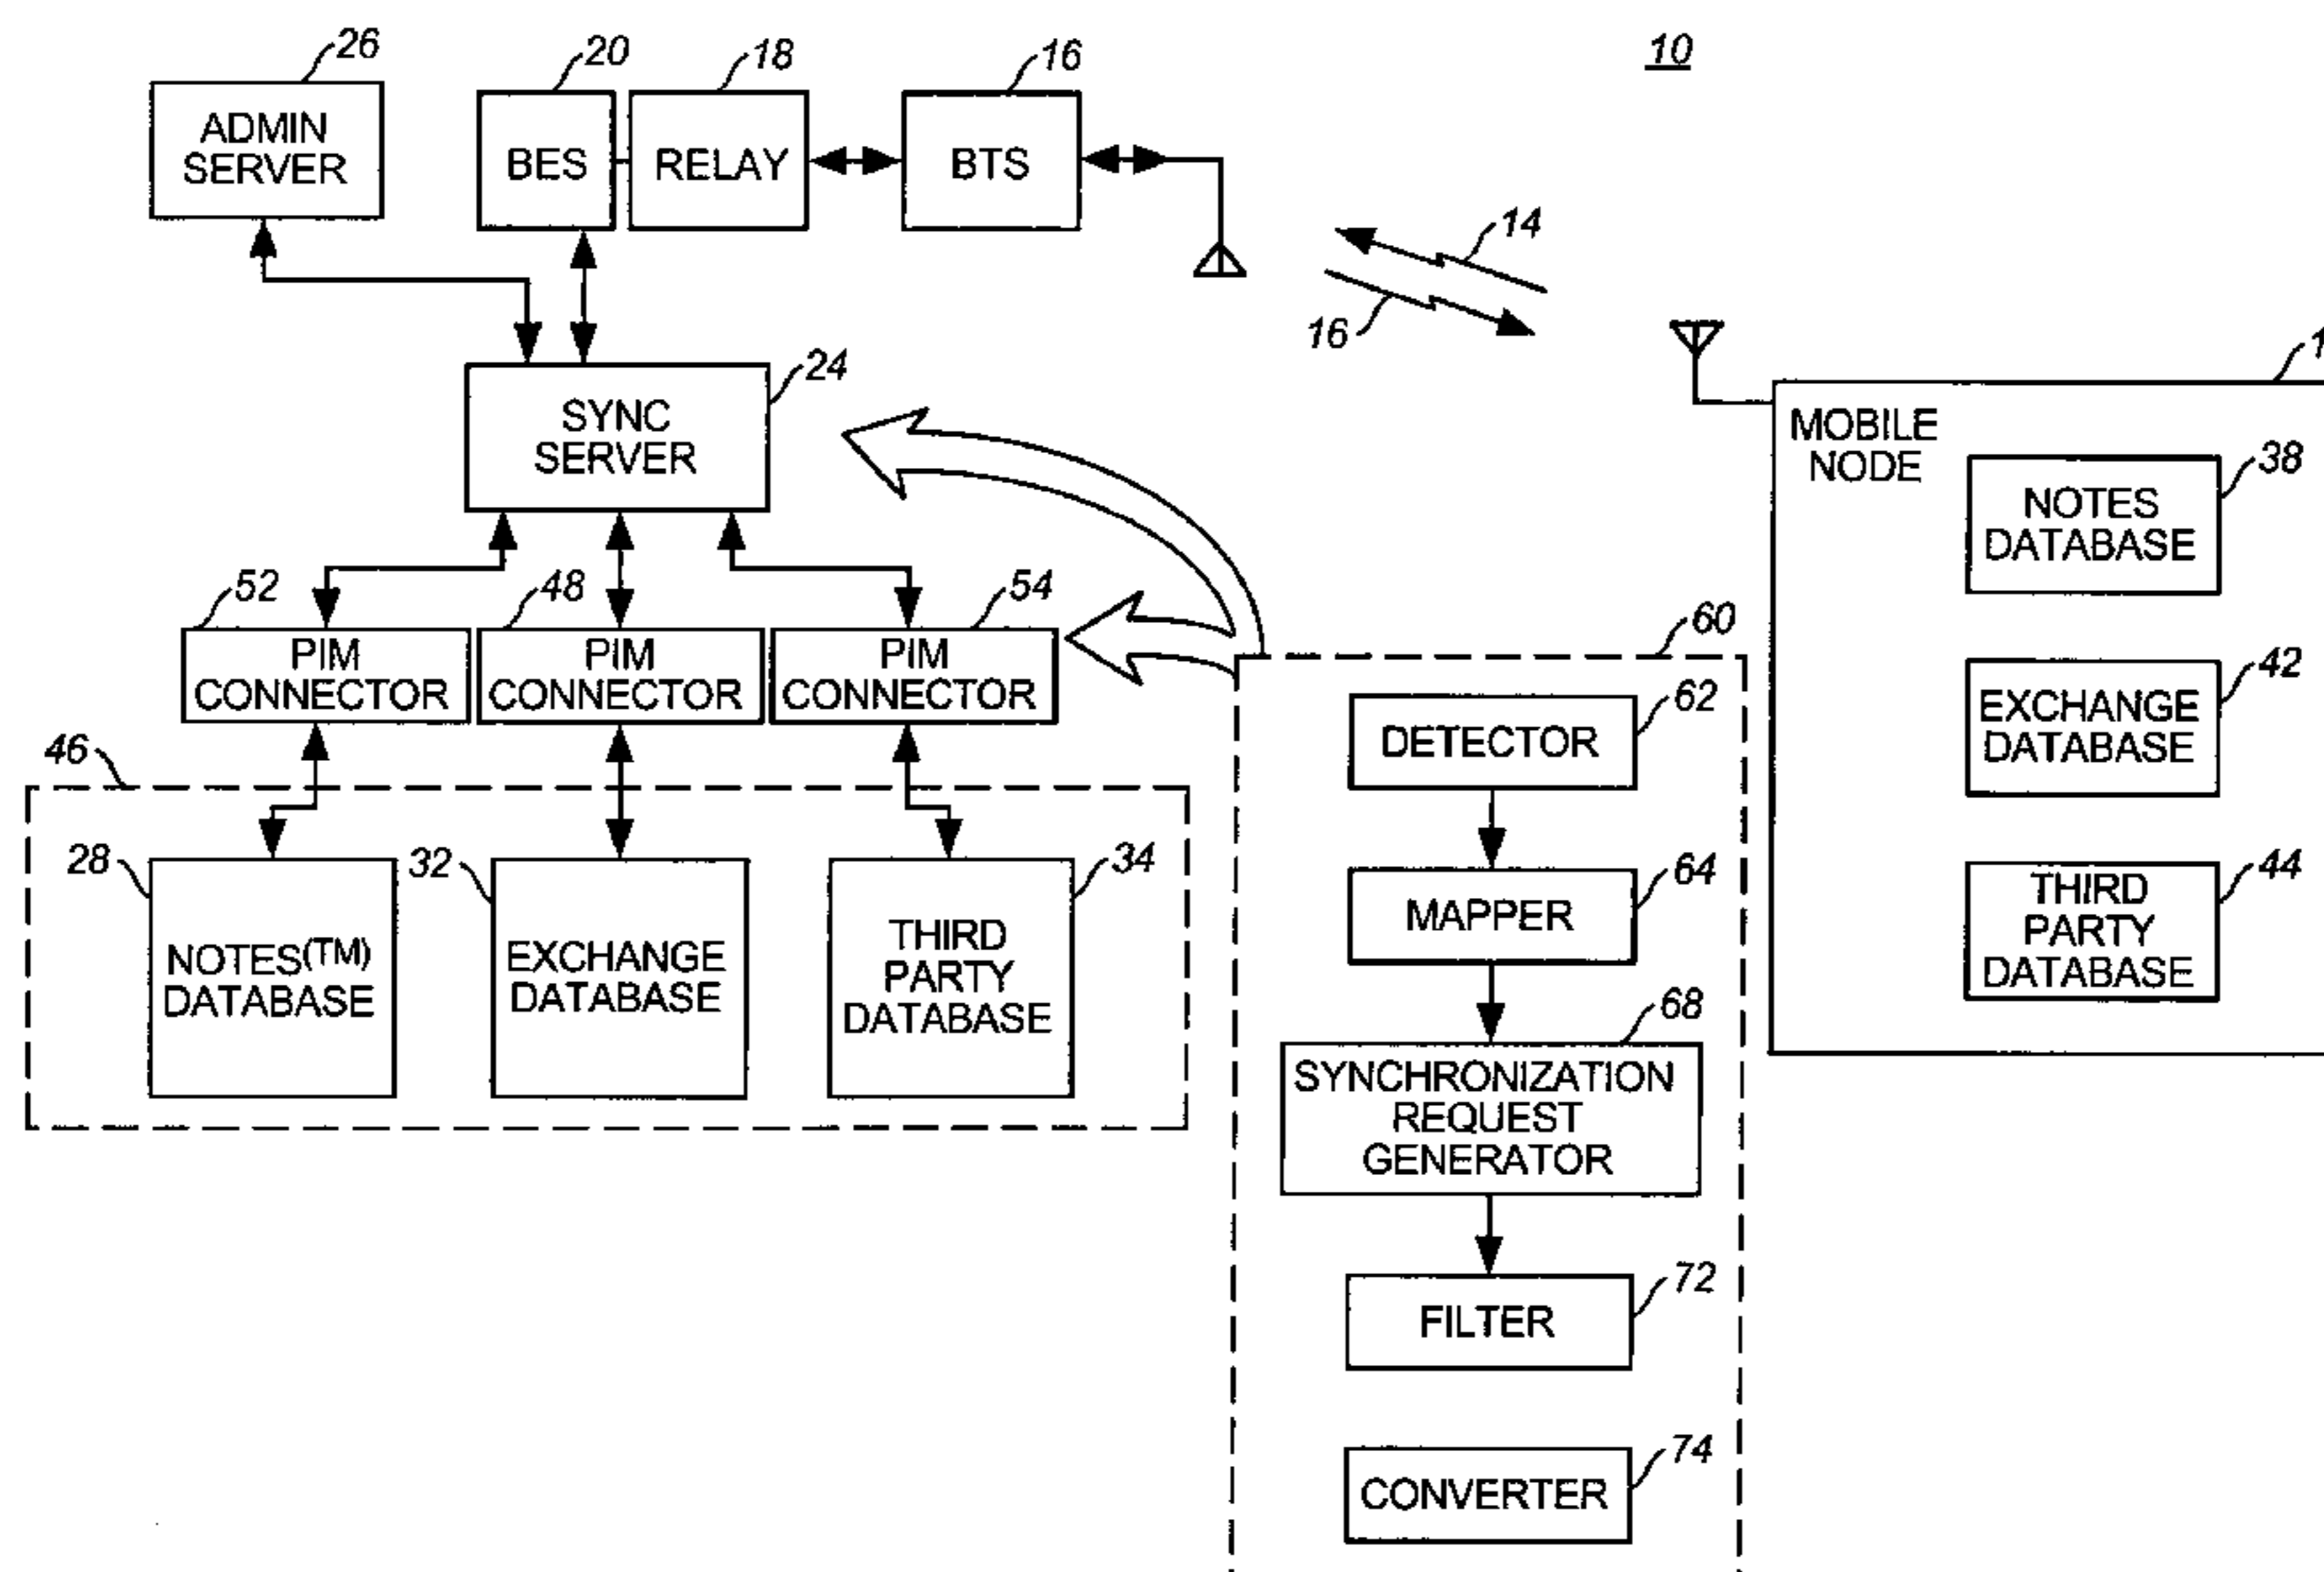 26
20
18
16
10
ADMIN
SERVER
BES
RELAY
BTS
14
16
24
SYNC
SERVER
MOBILE
NODE
38
NOTES
DATABASE
52
48
54
PIM
CONNECTOR
PIM
CONNECTOR
PIM
CONNECTOR
60
62
DETECTOR
42
EXCHANGE
DATABASE
46
28
32
34
NOTES(TM)
DATABASE
EXCHANGE
DATABASE
THIRD
PARTY
DATABASE
64
MAPPER
44
THIRD
PARTY
DATABASE
68
SYNCHRONIZATION
REQUEST
GENERATOR
72
FILTER
74
CONVERTER